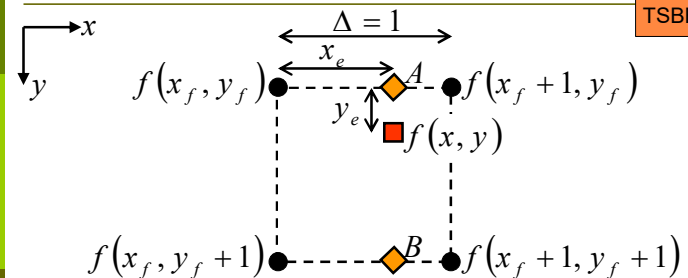 TSBI
x
Δ = 1
x_e
y
f(x_f, y_f)
A
f(x_f + 1, y_f)
y_e
f(x, y)
f(x_f, y_f + 1)
B
f(x_f + 1, y_f + 1)